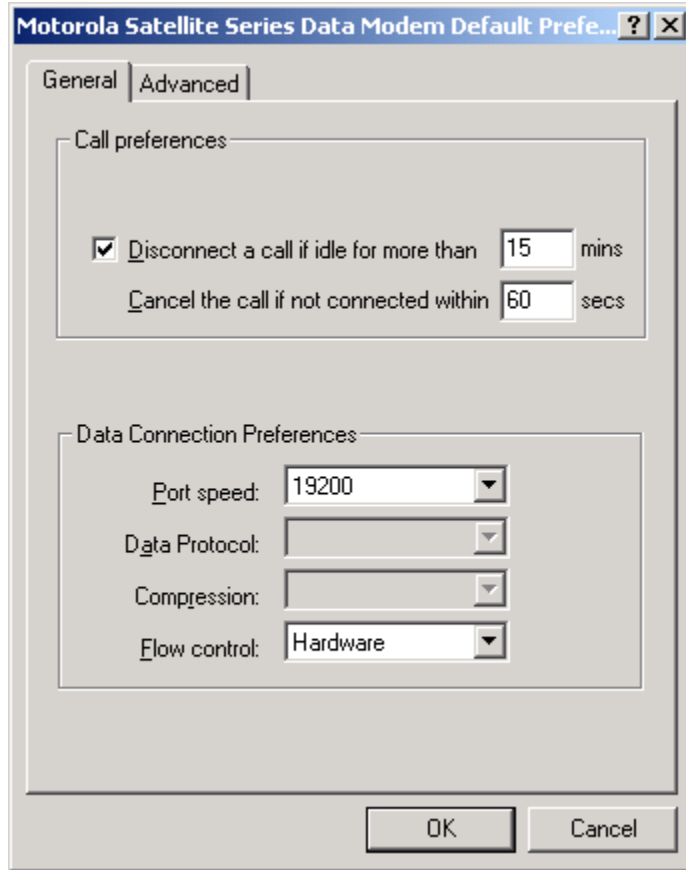 Motorola Satellite Series Data Modem Default Prefe...
General Advanced
Call preferences
Disconnect a call if idle for more than 15 mins
Cancel the call if not connected within 60 secs
Data Connection Preferences
Port speed: 19200
Data Protocol:
Compression:
Flow control: Hardware
OK Cancel